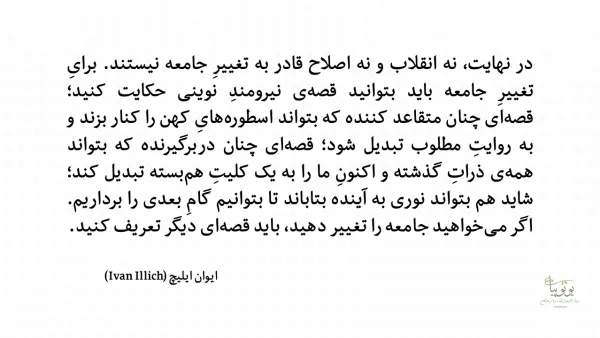 در نهایت، نه انقلاب و نه اصلاح قادر به تغییرِ جامعه نیستند. برایِ
تغییرِ جامعه باید بتوانید قصه‌ی نیرومندِ نوینی حکایت کنید؛
قصه‌ای چنان متقاعد کننده که بتواند اسطوره‌هایِ کهن را کنار بزند و
به روایتِ مطلوب تبدیل شود؛ قصه‌ای چنان دربرگیرنده که بتواند
همه‌ی ذراتِ گذشته و اکنونِ ما را به یک کلیتِ هم‌بسته تبدیل کند؛
شاید هم بتواند نوری به آینده بتاباند تا بتوانیم گامِ بعدی را برداریم.
اگر می‌خواهید جامعه را تغییر دهید، باید قصه‌ای دیگر تعریف کنید.
ایوان ایلیچ (Ivan Illich)